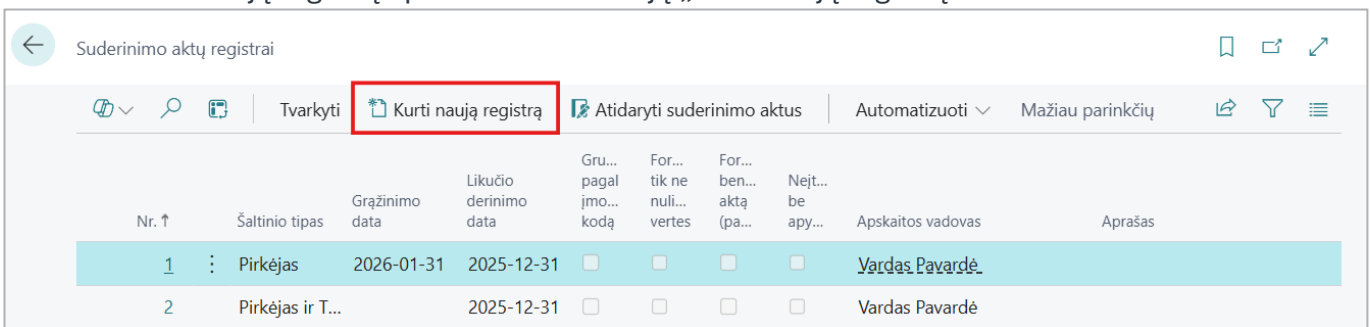 Suderinimo aktų registrai
Tvarkyti Kurti naują registrą Atidaryti suderinimo aktus Automatizuoti Mažiau parinkčių
Nr. ↑ Šaltinio tipas Grąžinimo data Likučio derinimo data Gru... pagal įmo... kodą For... tik ne nuli... vertes For... ben... aktą (pa... Neįt... be apy... Apskaitos vadovas Aprašas
1 Pirkėjas 2026-01-31 2025-12-31 Vardas Pavardė
2 Pirkėjas ir T... 2025-12-31 Vardas Pavardė